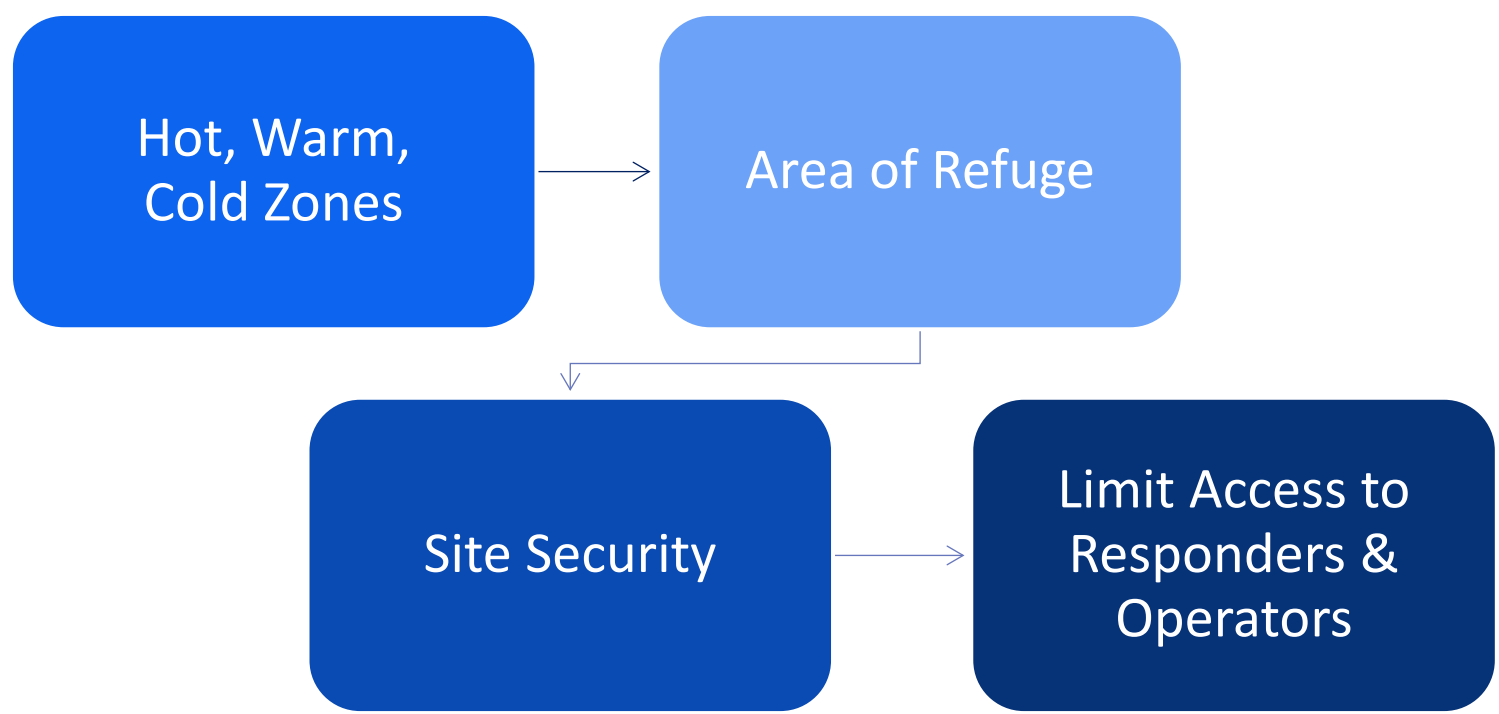 Hot, Warm,
Cold Zones
Area of Refuge
Site Security
Limit Access to
Responders &
Operators